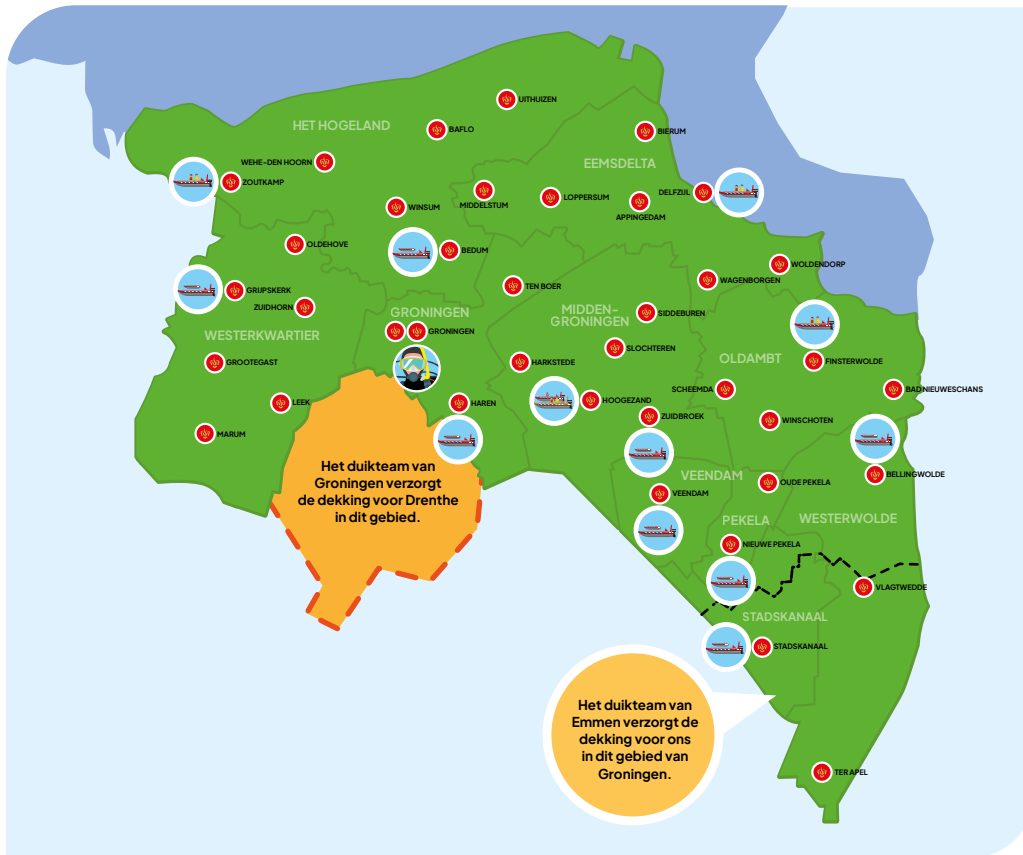 UITHUIZEN
HET HOGELAND
BAFLO
BIERUM
WEHE-DEN HOORN
EEMSDELTA
ZOUTKAMP
MIDDELSTUM
LOPPERSUM
DELFZIJL
APPINGEDAM
WINSUM
OLDEHOVE
BEDUM
WOLDENDORP
WAGENBORGEN
GRIJPSKERK
TEN BOER
ZUIDHORN
GRONINGEN
MIDDEN-
GRONINGEN
SIDDEBUREN
WESTERKWARTIER
GRONINGEN
SLOCHTEREN
OLDAMBT
FINSTERWOLDE
GROOTEGAST
HARKSTEDE
SCHEEMDA
BAD NIEUWESCHANS
LEEK
HAREN
HOOGEZAND
ZUIDBROEK
WINSCHOTEN
MARUM
Het duikteam van
Groningen verzorgt
de dekking voor Drenthe
in dit gebied.
VEENDAM
OUDE PEKELA
BELLINGWOLDE
VEENDAM
PEKELA
WESTERWOLDE
NIEUWE PEKELA
VLAGTWEDDE
STADSKANAAL
STADSKANAAL
Het duikteam van
Emmen verzorgt de
dekking voor ons
in dit gebied van
Groningen.
TER APEL